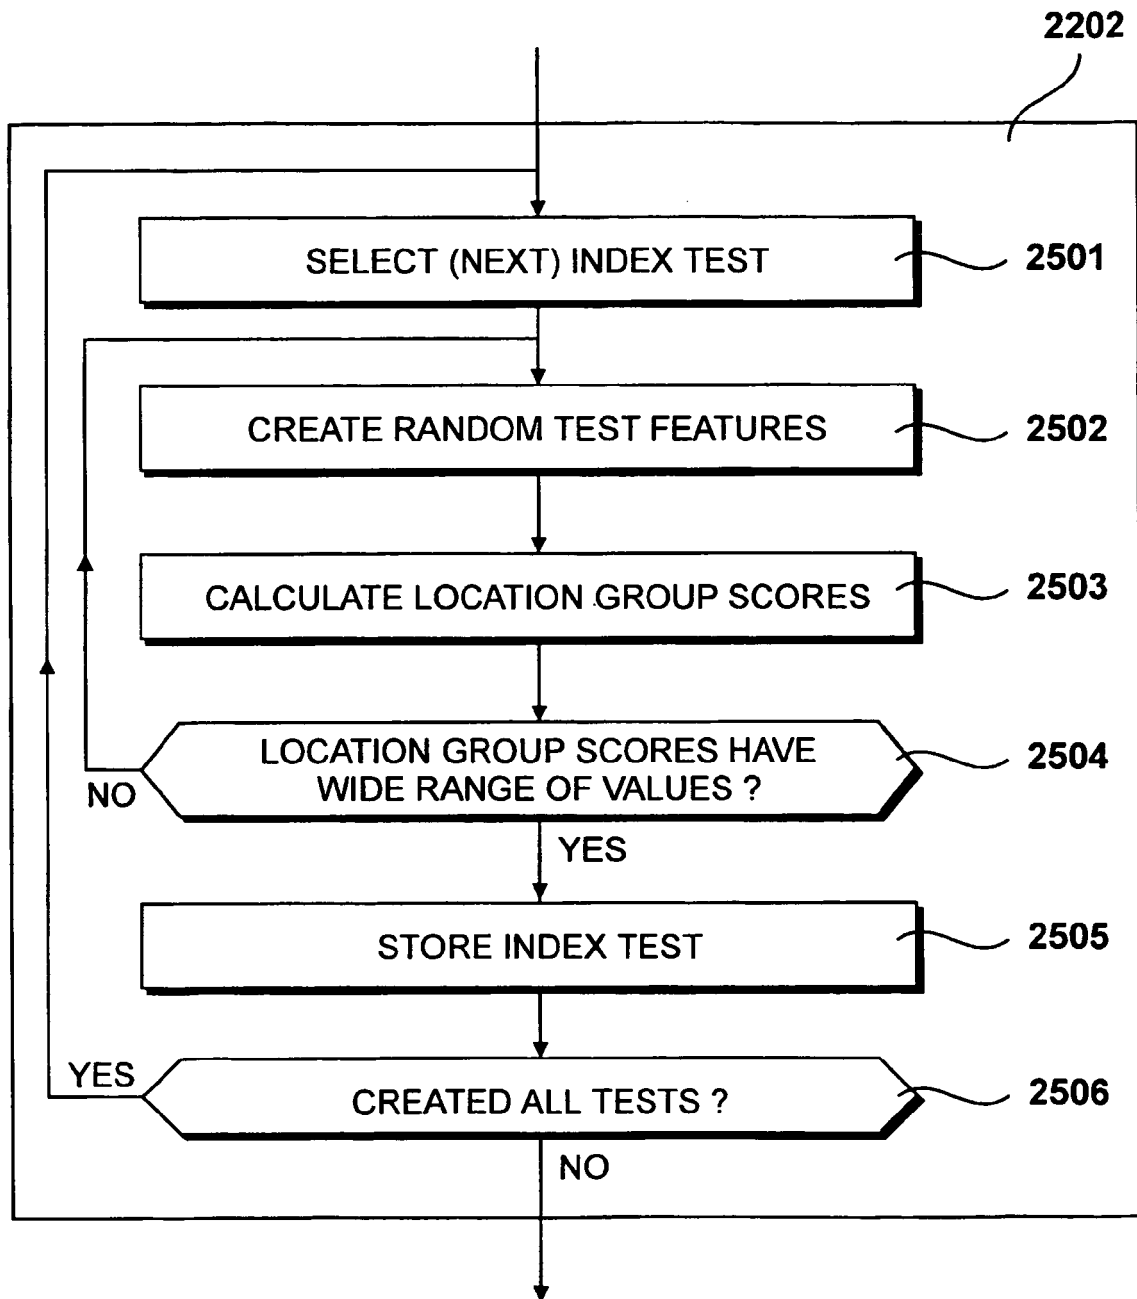 2202
SELECT (NEXT) INDEX TEST
2501
CREATE RANDOM TEST FEATURES
2502
CALCULATE LOCATION GROUP SCORES
2503
LOCATION GROUP SCORES HAVE
WIDE RANGE OF VALUES ?
2504
NO
YES
STORE INDEX TEST
2505
YES
CREATED ALL TESTS ?
2506
NO